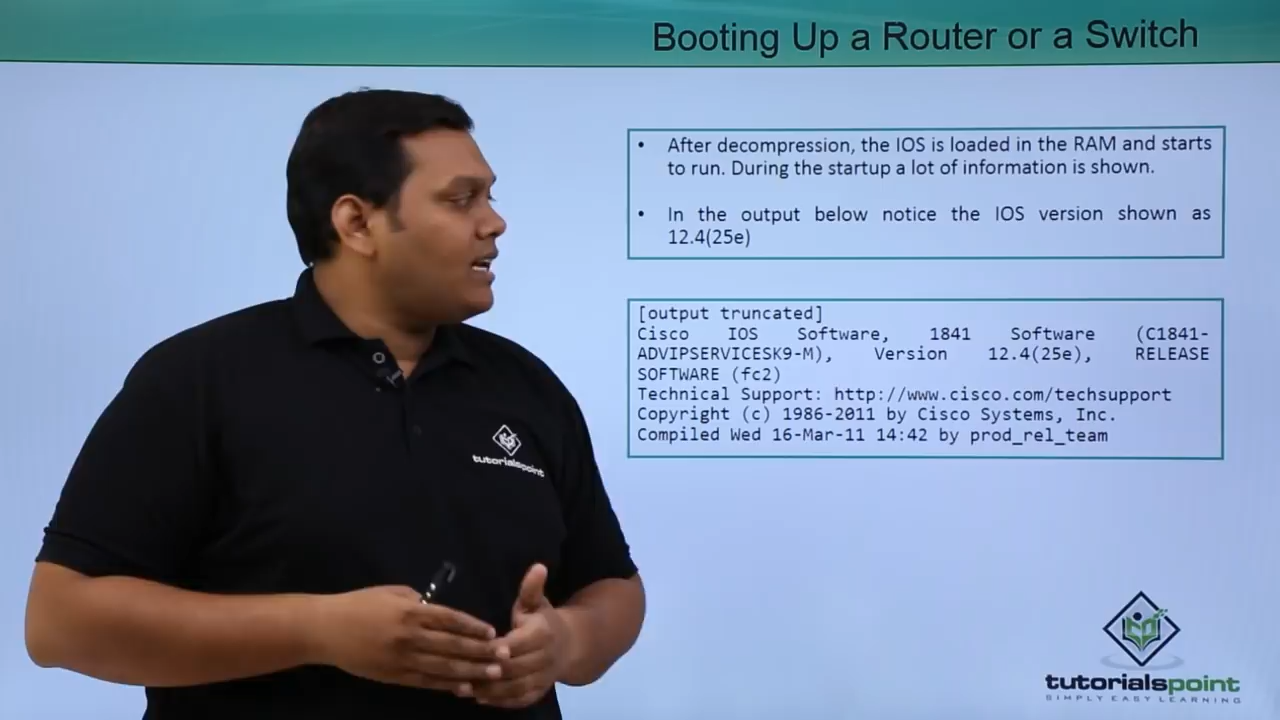 Booting Up a Router or a Switch
• After decompression, the IOS is loaded in the RAM and starts
to run. During the startup a lot of information is shown.
• In the output below notice the IOS version shown as
12.4(25e)
[output truncated]
Cisco IOS Software, 1841 Software (C1841-
ADVIPSERVICESK9-M), Version 12.4(25e), RELEASE
SOFTWARE (fc2)
Technical Support: http://www.cisco.com/techsupport
Copyright (c) 1986-2011 by Cisco Systems, Inc.
Compiled Wed 16-Mar-11 14:42 by prod_rel_team
tutorialspoint
tutorialspoint
SIMPLY EASY LEARNING